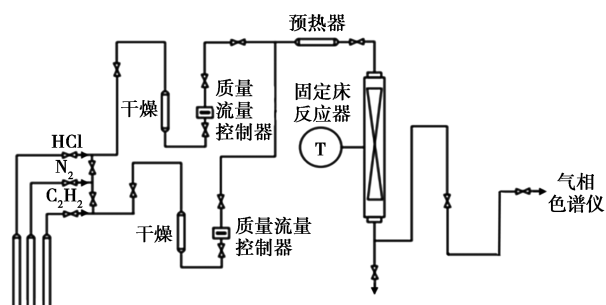 预热器
质量
流量
控制器
干燥
固定床
反应器
T
HCl
N₂
C₂H₂
气相
色谱仪
干燥
质量流量
控制器